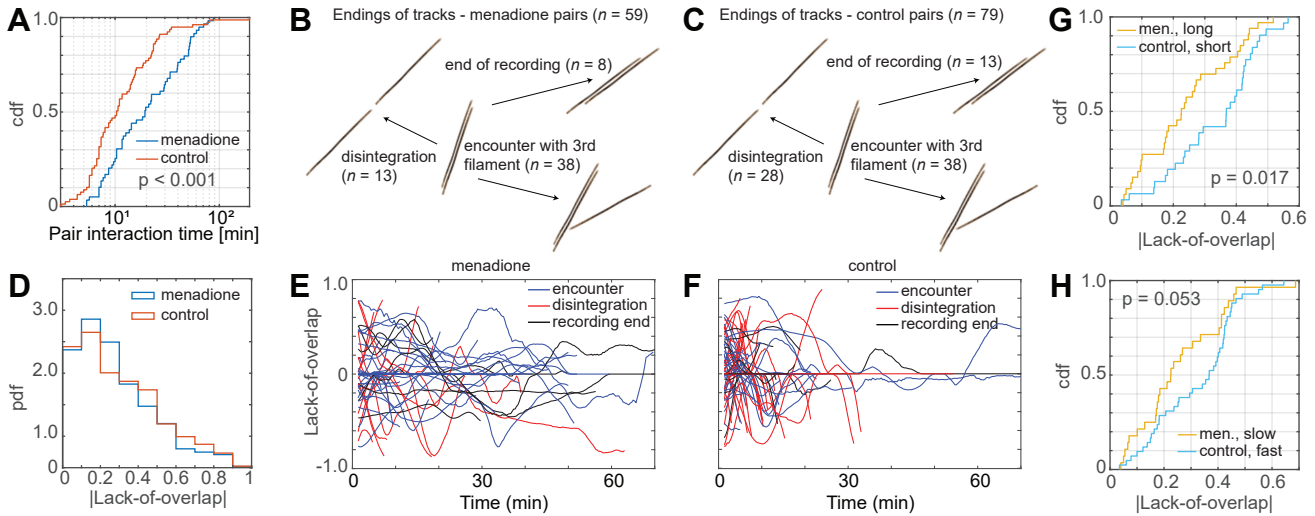 A
1.0
0.5
0
cdf
menadione
control
p < 0.001
10¹
10²
Pair interaction time [min]
B
Endings of tracks - menadione pairs (n = 59)
end of recording (n = 8)
disintegration
(n = 13)
encounter with 3rd
filament (n = 38)
C
Endings of tracks - control pairs (n = 79)
end of recording (n = 13)
disintegration
(n = 28)
encounter with 3rd
filament (n = 38)
G
1.0
0.5
0
cdf
men., long
control, short
p = 0.017
0 0.2 0.4 0.6
|Lack-of-overlap|
D
3.0
2.0
1.0
0
pdf
menadione
control
0 0.2 0.4 0.6 0.8 1
|Lack-of-overlap|
E
menadione
1.0
0
-1.0
Lack-of-overlap
encounter
disintegration
recording end
0 30 60
Time (min)
F
control
encounter
disintegration
recording end
0 30 60
Time (min)
H
1.0
0.5
0
cdf
p = 0.053
men., slow
control, fast
0 0.2 0.4 0.6
|Lack-of-overlap|